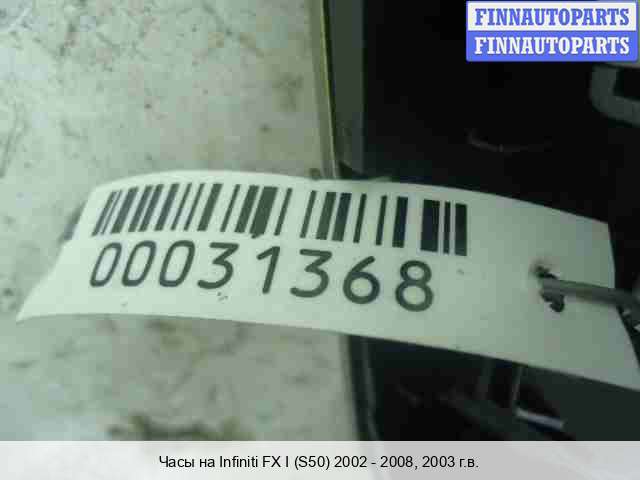 FINNAUTOPARTS
FINNAUTOPARTS
00031368
Часы на Infiniti FX I (S50) 2002 - 2008, 2003 г.в.